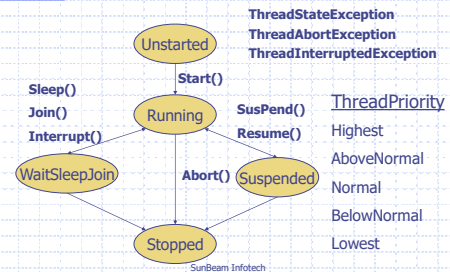 ThreadStateException
ThreadAbortException
ThreadInterruptedException
Unstarted
Start()
Sleep()
Join()
Interrupt()
Running
SusPend()
Resume()
WaitSleepJoin
Abort()
Suspended
Stopped
ThreadPriority
Highest
AboveNormal
Normal
BelowNormal
Lowest
SunBeam Infotech